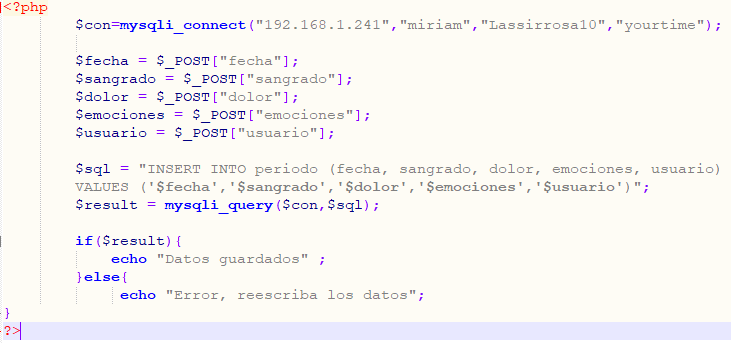 <?php
$con=mysqli_connect("192.168.1.241","miriam","Lassirrosa10","yourtime");
$fecha = $_POST["fecha"];
$sangrado = $_POST["sangrado"];
$dolor = $_POST["dolor"];
$emociones = $_POST["emociones"];
$usuario = $_POST["usuario"];
$sql = "INSERT INTO periodo (fecha, sangrado, dolor, emociones, usuario)
VALUES ('$fecha','$sangrado','$dolor','$emociones','$usuario')";
$result = mysqli_query($con,$sql);
if($result){
echo "Datos guardados" ;
}else{
echo "Error, reescriba los datos";
}
?>